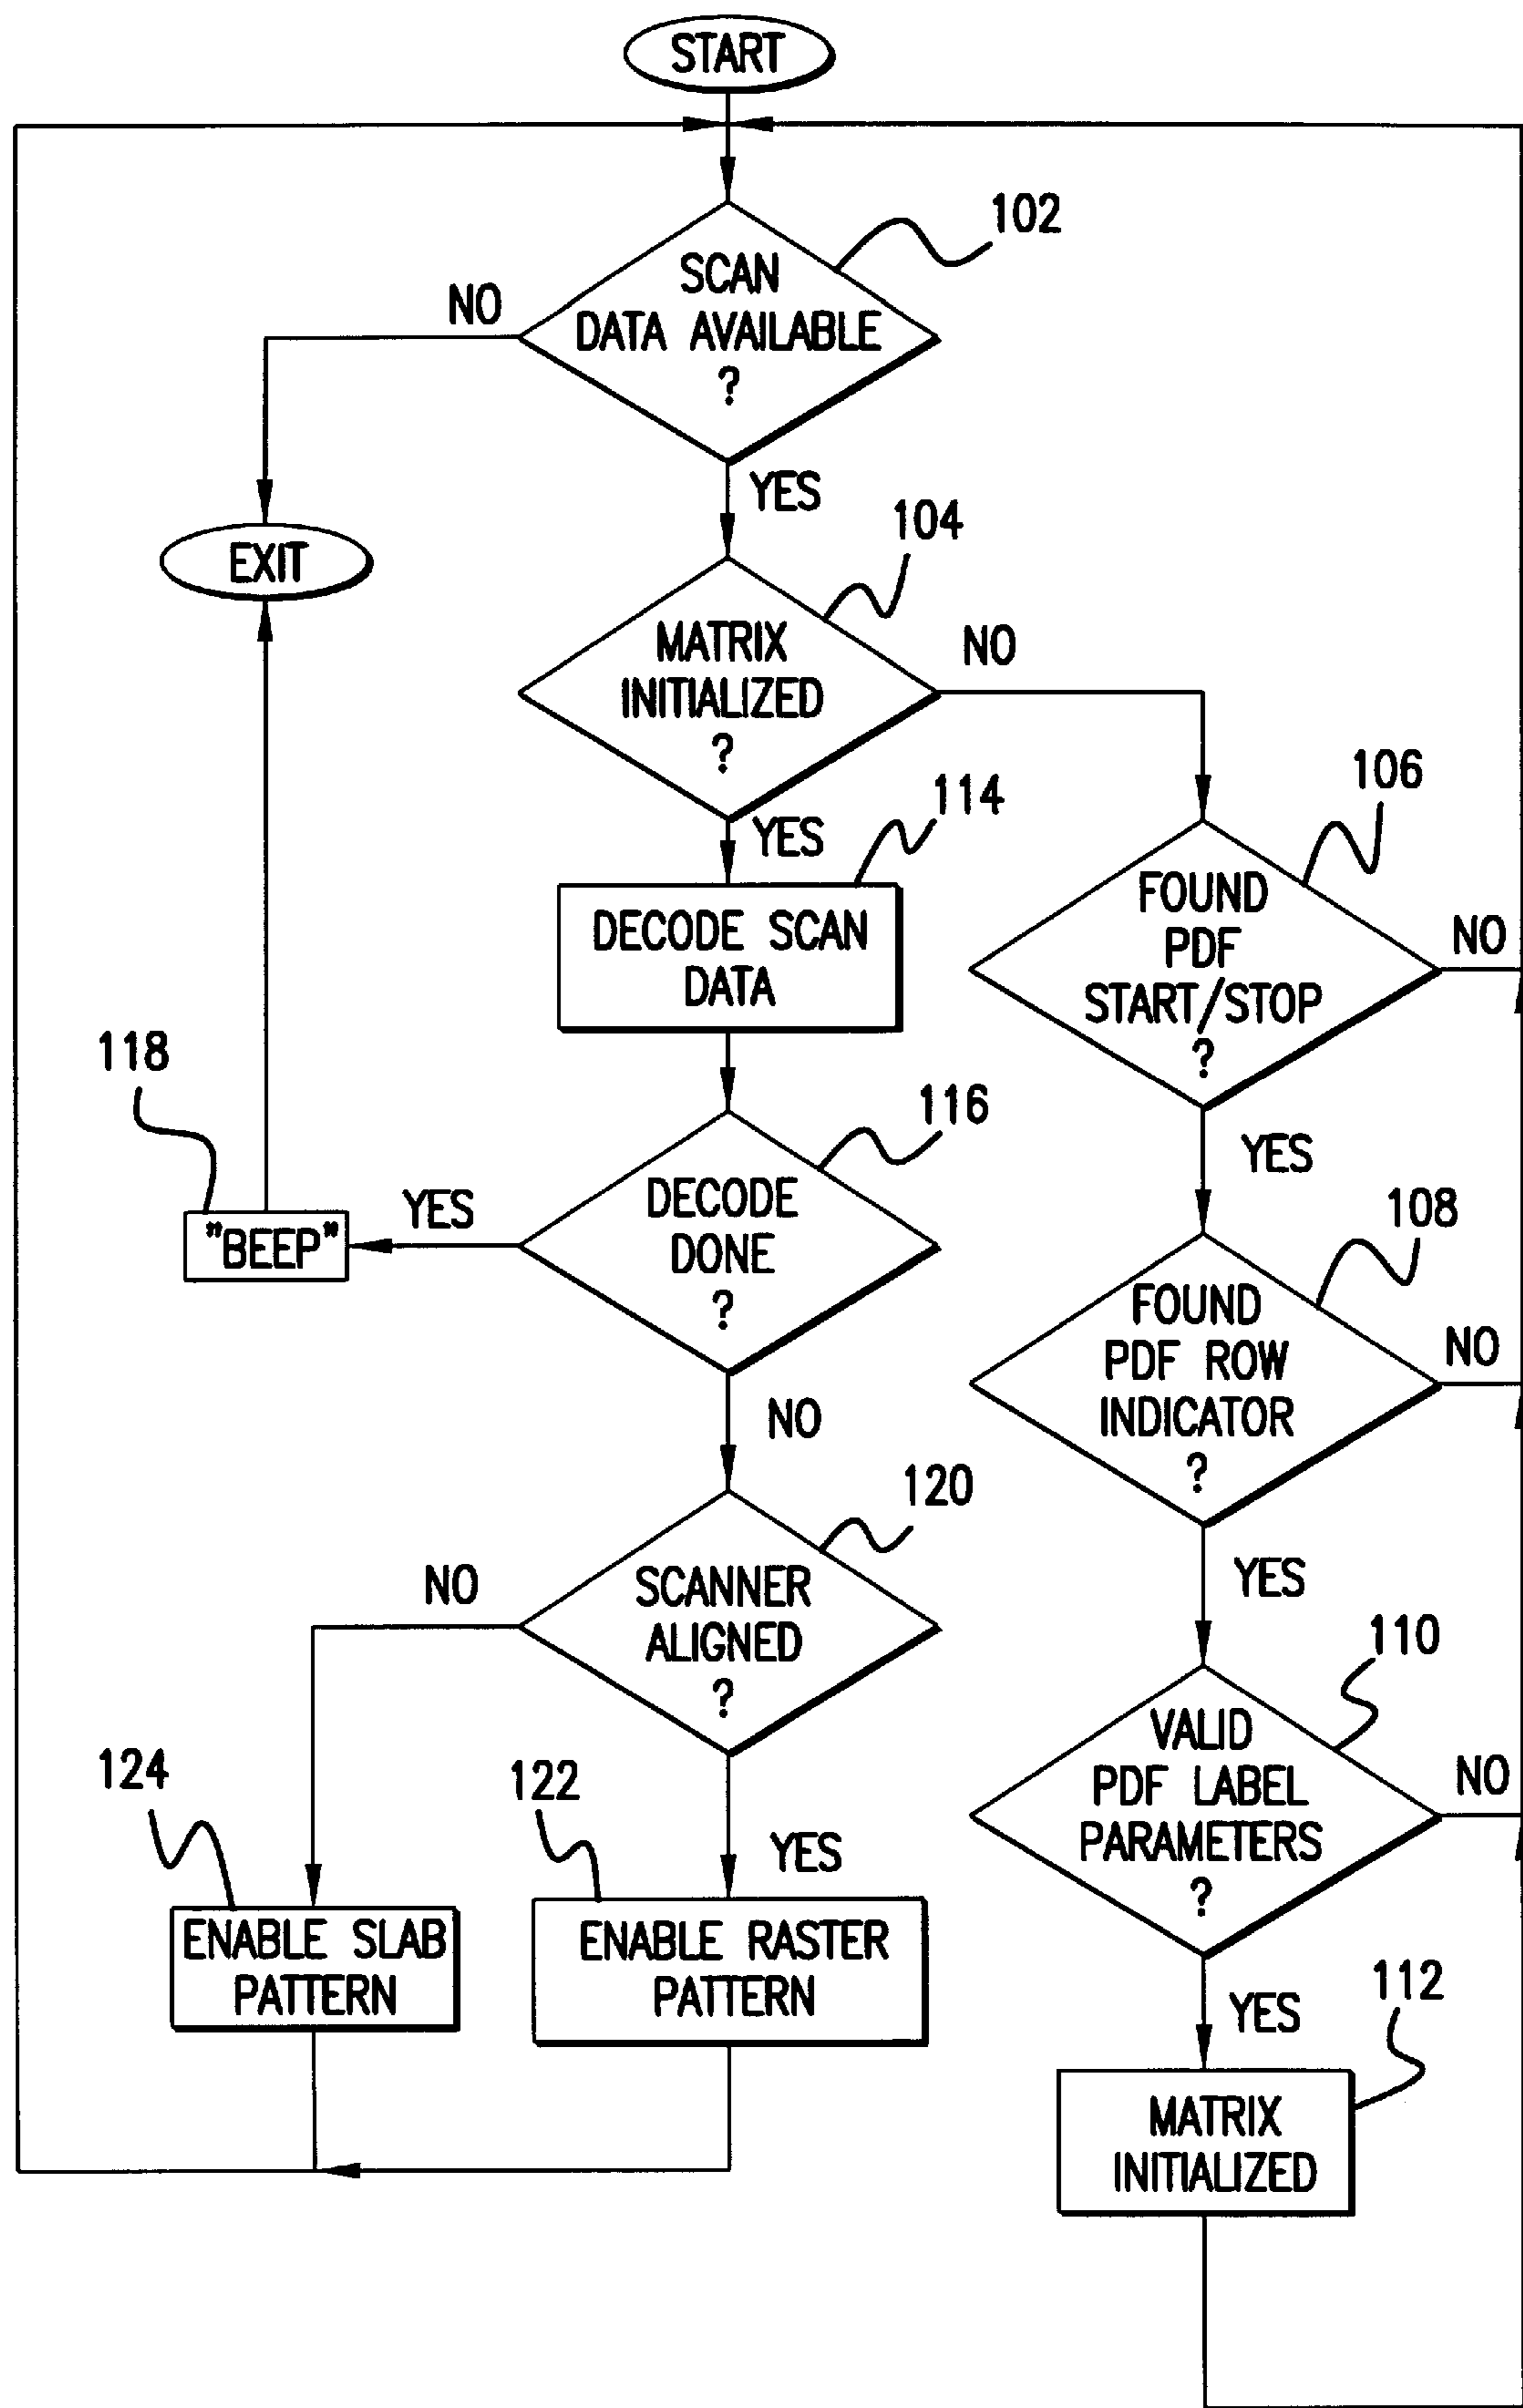 START
102
SCAN
DATA AVAILABLE
?
NO
YES
EXIT
104
MATRIX
INITIALIZED
?
NO
YES
114
DECODE SCAN
DATA
106
FOUND
PDF
START/STOP
?
NO
YES
118
"BEEP"
YES
116
DECODE
DONE
?
NO
108
FOUND
PDF ROW
INDICATOR
?
NO
YES
120
SCANNER
ALIGNED
?
NO
YES
110
VALID
PDF LABEL
PARAMETERS
?
NO
YES
124
ENABLE SLAB
PATTERN
122
ENABLE RASTER
PATTERN
112
MATRIX
INITIALIZED